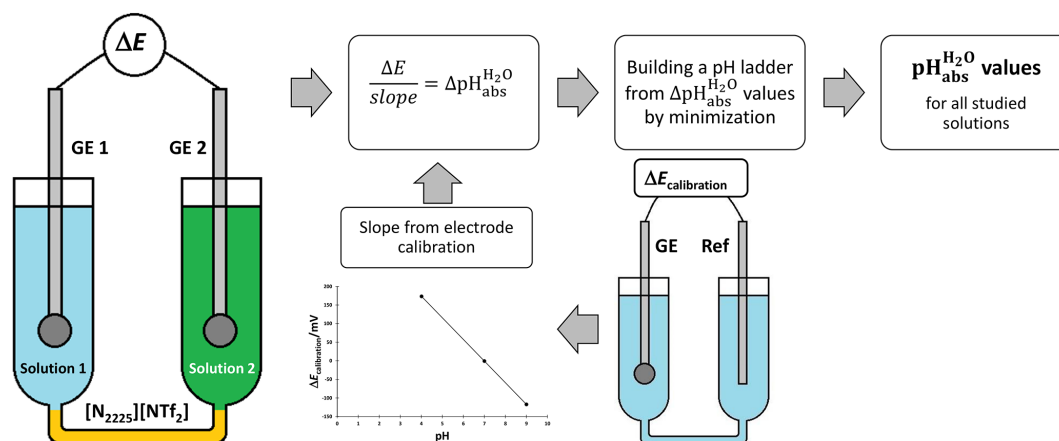 ΔE
GE 1
GE 2
Solution 1
Solution 2
[N₂₂₂₅][NTf₂]
ΔE/slope = ΔpH_abs^H₂O
Building a pH ladder
from ΔpH_abs^H₂O values
by minimization
pH_abs^H₂O values
for all studied
solutions
Slope from electrode
calibration
ΔE_calibration
GE
Ref
ΔE_calibration/mV
200
150
100
50
0
-50
-100
-150
0 1 2 3 4 5 6 7 8 9 10
pH